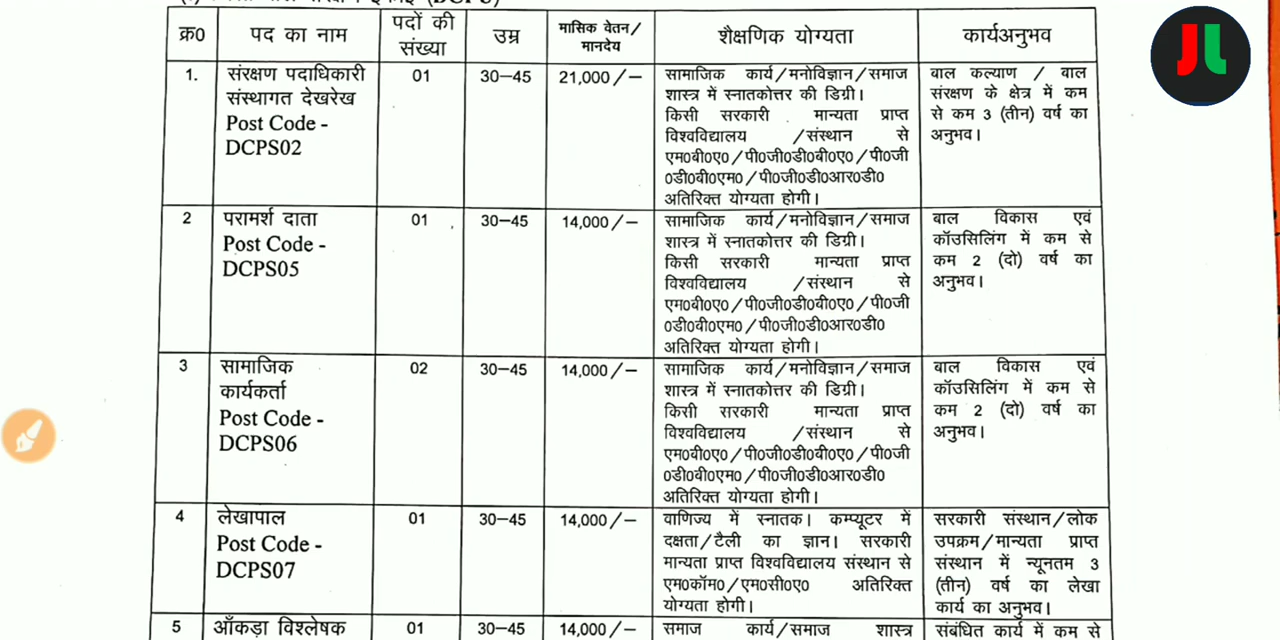 (DCPU)
क्र0
पद का नाम
पदों की
संख्या
उम्र
मासिक वेतन/
मानदेय
शैक्षणिक योग्यता
कार्यअनुभव
1.
संरक्षण पदाधिकारी
संस्थागत देखरेख
Post Code -
DCPS02
01
30-45
21,000/-
सामाजिक कार्य/मनोविज्ञान/समाज
शास्त्र में स्नातकोत्तर की डिग्री।
किसी सरकारी मान्यता प्राप्त
विश्वविद्यालय /संस्थान से
एम0बी0ए0/पी0जी0डी0बी0ए0/पी0जी
0डी0बी0एम0/पी0जी0डी0आर0डी0
अतिरिक्त योग्यता होगी।
बाल कल्याण / बाल
संरक्षण के क्षेत्र में कम
से कम 3 (तीन) वर्ष का
अनुभव।
2
परामर्श दाता
Post Code -
DCPS05
01
30-45
14,000/-
सामाजिक कार्य/मनोविज्ञान/समाज
शास्त्र में स्नातकोत्तर की डिग्री।
किसी सरकारी मान्यता प्राप्त
विश्वविद्यालय /संस्थान से
एम0बी0ए0/पी0जी0डी0बी0ए0/पी0जी
0डी0बी0एम0/पी0जी0डी0आर0डी0
अतिरिक्त योग्यता होगी।
बाल विकास एवं
कॉउसिलिंग में कम से
कम 2 (दो) वर्ष का
अनुभव।
3
सामाजिक
कार्यकर्ता
Post Code -
DCPS06
02
30-45
14,000/-
सामाजिक कार्य/मनोविज्ञान/समाज
शास्त्र में स्नातकोत्तर की डिग्री।
किसी सरकारी मान्यता प्राप्त
विश्वविद्यालय /संस्थान से
एम0बी0ए0/पी0जी0डी0बी0ए0/पी0जी
0डी0बी0एम0/पी0जी0डी0आर0डी0
अतिरिक्त योग्यता होगी।
बाल विकास एवं
कॉउसिलिंग में कम से
कम 2 (दो) वर्ष का
अनुभव।
4
लेखापाल
Post Code -
DCPS07
01
30-45
14,000/-
वाणिज्य में स्नातक। कम्प्यूटर में
दक्षता/टैली का ज्ञान। सरकारी
मान्यता प्राप्त विश्वविद्यालय संस्थान से
एम0कॉम0/एम0सी0ए0 अतिरिक्त
योग्यता होगी।
सरकारी संस्थान/लोक
उपक्रम/मान्यता प्राप्त
संस्थान में न्यूनतम 3
(तीन) वर्ष का लेखा
कार्य का अनुभव।
5
आँकड़ा विश्लेषक
01
30-45
14,000/-
समाज कार्य/समाज शास्त्र
संबंधित कार्य में कम से